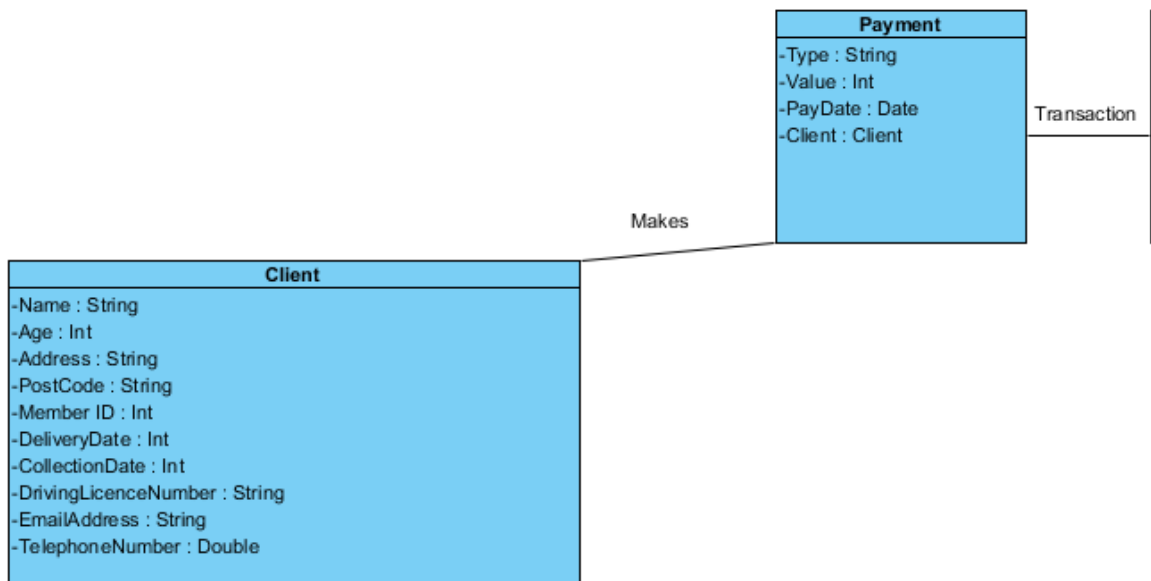 Payment
-Type : String
-Value : Int
-PayDate : Date
-Client : Client
Transaction
Makes
Client
-Name : String
-Age : Int
-Address : String
-PostCode : String
-Member ID : Int
-DeliveryDate : Int
-CollectionDate : Int
-DrivingLicenceNumber : String
-EmailAddress : String
-TelephoneNumber : Double